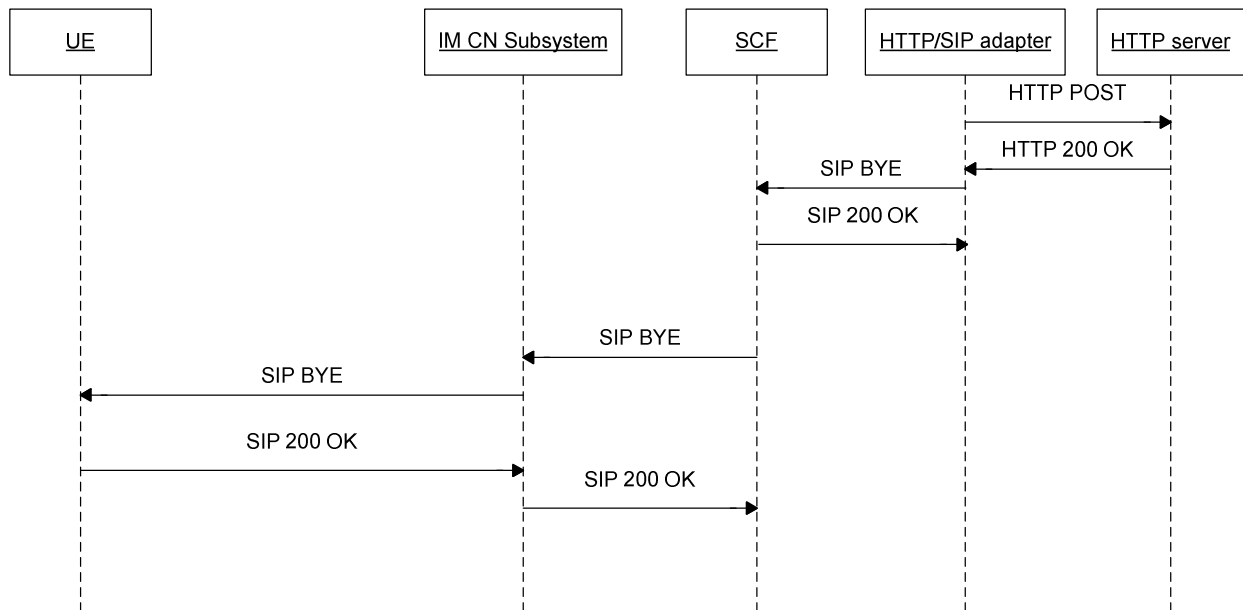 UE
IM CN Subsystem
SCF
HTTP/SIP adapter
HTTP server
HTTP POST
HTTP 200 OK
SIP BYE
SIP 200 OK
SIP BYE
SIP BYE
SIP 200 OK
SIP 200 OK